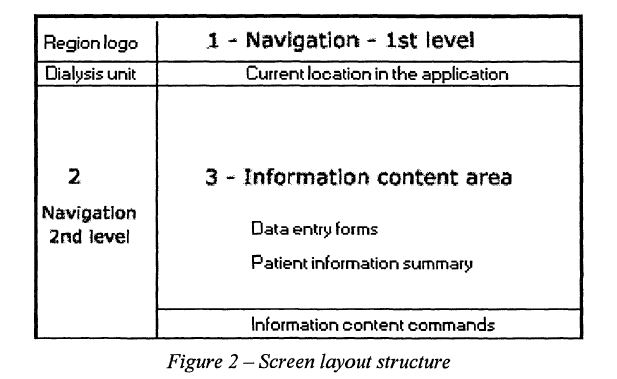 Region logo
1 - Navigation - 1st level
Dialysis unit
Current location in the application
2
Navigation
2nd level
3 - Information content area
Data entry forms
Patient information summary
Information content commands
Figure 2 – Screen layout structure